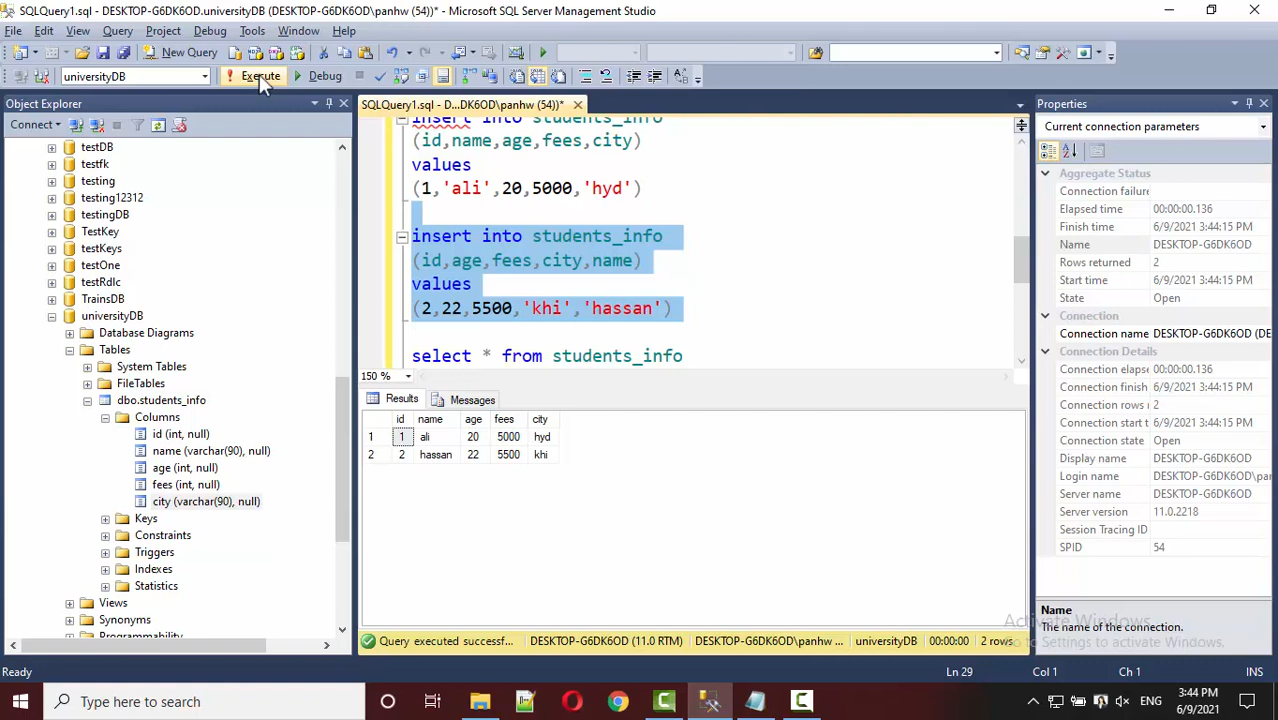 SQLQuery1.sql - DESKTOP-G6DK6OD.universityDB (DESKTOP-G6DK6OD\panhw (54))* - Microsoft SQL Server Management Studio
File Edit View Query Project Debug Tools Window Help
New Query
universityDB Execute Debug
Object Explorer
Connect
testDB
testfk
testing
testing12312
testingDB
TestKey
testKeys
testOne
testRdlc
TrainsDB
universityDB
Database Diagrams
Tables
System Tables
FileTables
dbo.students_info
Columns
id (int, null)
name (varchar(90), null)
age (int, null)
fees (int, null)
city (varchar(90), null)
Keys
Constraints
Triggers
Indexes
Statistics
Views
Synonyms
Programmability
SQLQuery1.sql - D...DK6OD\panhw (54))*
insert into students_info
(id,name,age,fees,city)
values
(1,'ali',20,5000,'hyd')
insert into students_info
(id,age,fees,city,name)
values
(2,22,5500,'khi','hassan')
select * from students_info
150 %
Results Messages
id name age fees city
1 1 ali 20 5000 hyd
2 2 hassan 22 5500 khi
Query executed successf... DESKTOP-G6DK6OD (11.0 RTM) DESKTOP-G6DK6OD\panhw ... universityDB 00:00:00 2 rows
Properties
Current connection parameters
Aggregate Status
Connection failure
Elapsed time 00:00:00.136
Finish time 6/9/2021 3:44:15 PM
Name DESKTOP-G6DK6OD
Rows returned 2
Start time 6/9/2021 3:44:15 PM
State Open
Connection
Connection name DESKTOP-G6DK6OD (DE
Connection Details
Connection elapse 00:00:00.136
Connection finish 6/9/2021 3:44:15 PM
Connection rows r 2
Connection start t 6/9/2021 3:44:15 PM
Connection state Open
Display name DESKTOP-G6DK6OD
Login name DESKTOP-G6DK6OD\pa
Server name DESKTOP-G6DK6OD
Server version 11.0.2218
Session Tracing ID
SPID 54
Name
The name of the connection.
Activate Windows
Go to Settings to activate Windows.
Ready Ln 29 Col 1 Ch 1 INS
Type here to search
ENG
3:44 PM
6/9/2021